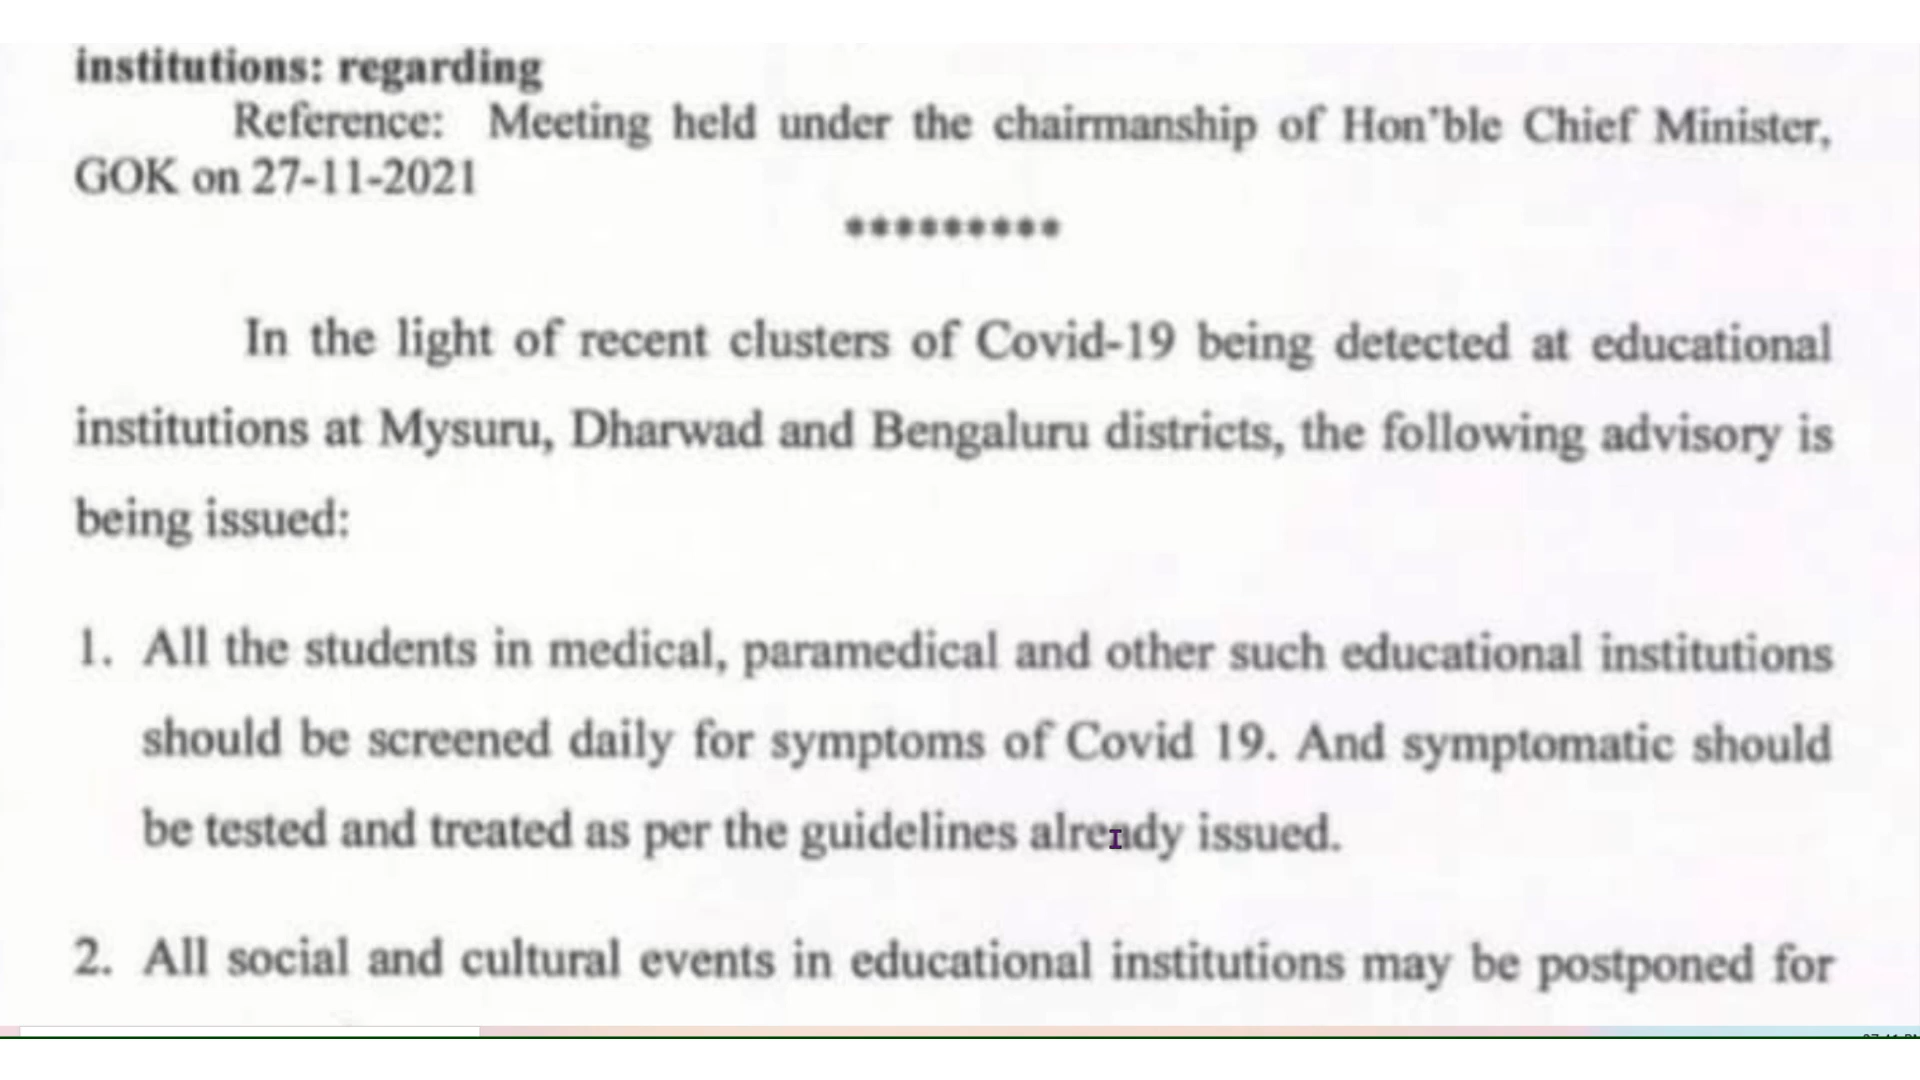 institutions: regarding
Reference: Meeting held under the chairmanship of Hon'ble Chief Minister,
GOK on 27-11-2021
*********
In the light of recent clusters of Covid-19 being detected at educational
institutions at Mysuru, Dharwad and Bengaluru districts, the following advisory is
being issued:
1. All the students in medical, paramedical and other such educational institutions
should be screened daily for symptoms of Covid 19. And symptomatic should
be tested and treated as per the guidelines already issued.
2. All social and cultural events in educational institutions may be postponed for